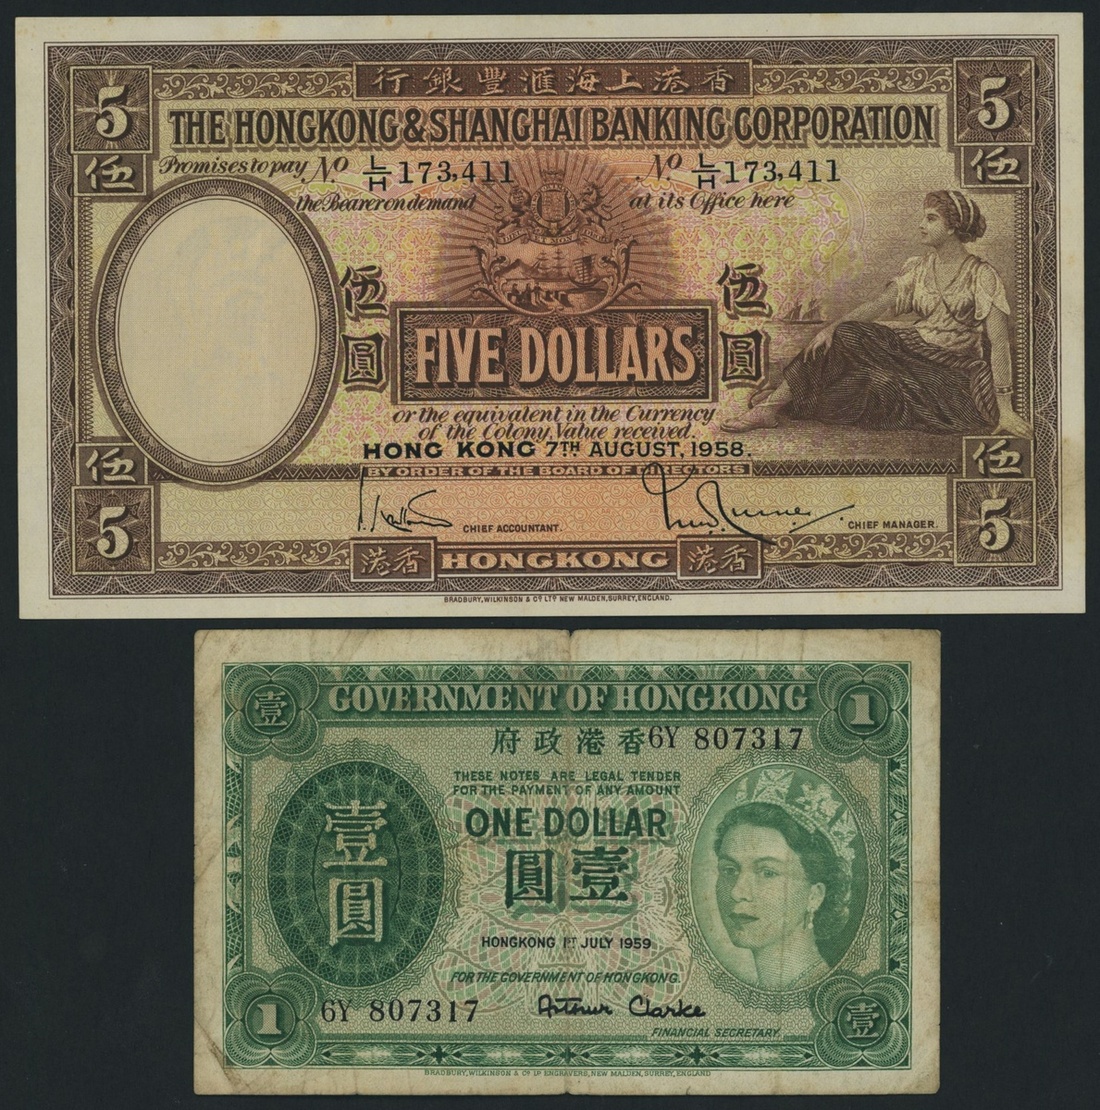 5
香港上海滙豐銀行
5
THE HONGKONG & SHANGHAI BANKING CORPORATION
伍
Promises to pay
Nº L/H 173,411
Nº L/H 173,411
伍
the Bearer on demand
at its Office here
伍圓
伍圓
FIVE DOLLARS
or the equivalent in the Currency
of the Colony, Value received.
HONG KONG 7TH AUGUST, 1958.
伍
BY ORDER OF THE BOARD OF DIRECTORS
伍
5
CHIEF ACCOUNTANT.
CHIEF MANAGER.
5
香港
HONGKONG
香港
BRADBURY, WILKINSON & Cº LTD NEW MALDEN, SURREY, ENGLAND.
壹
GOVERNMENT OF HONGKONG
1
香港政府
6Y 807317
THESE NOTES ARE LEGAL TENDER
FOR THE PAYMENT OF ANY AMOUNT
ONE DOLLAR
壹圓
壹圓
HONGKONG 1ST JULY 1959
FOR THE GOVERNMENT OF HONGKONG.
1
6Y 807317
Arthur Clarke
壹
FINANCIAL SECRETARY.
BRADBURY, WILKINSON & Cº LD ENGRAVERS, NEW MALDEN, SURREY, ENGLAND